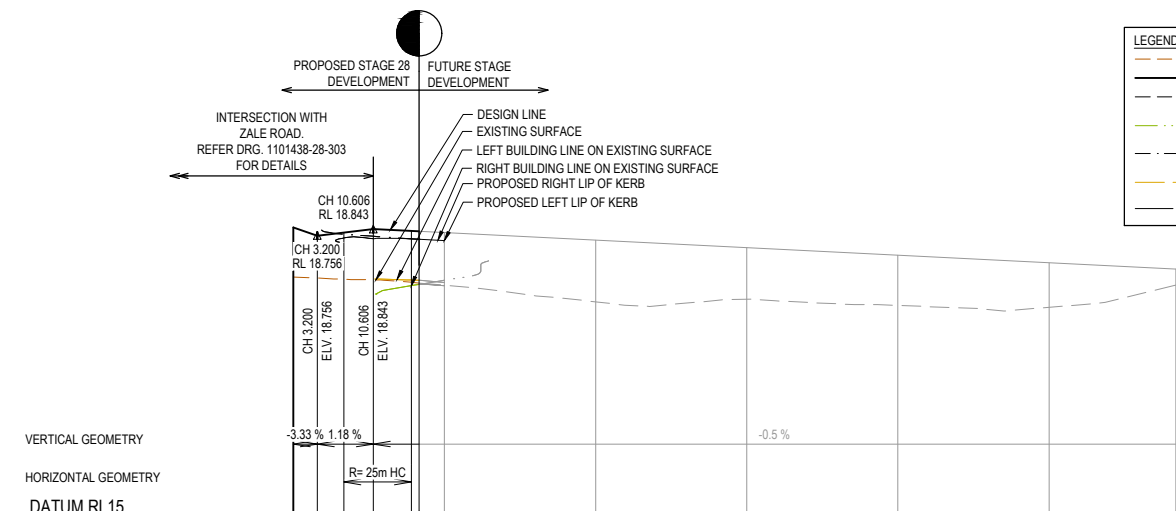 PROPOSED STAGE 28
DEVELOPMENT
FUTURE STAGE
DEVELOPMENT
INTERSECTION WITH
ZALE ROAD.
REFER DRG. 1101438-28-303
FOR DETAILS
DESIGN LINE
EXISTING SURFACE
LEFT BUILDING LINE ON EXISTING SURFACE
RIGHT BUILDING LINE ON EXISTING SURFACE
PROPOSED RIGHT LIP OF KERB
PROPOSED LEFT LIP OF KERB
LEGEND
CH 10.606
RL 18.843
CH 3.200
RL 18.756
CH 3.200
ELV. 18.756
CH 10.606
ELV. 18.843
VERTICAL GEOMETRY
-3.33 %
1.18 %
-0.5 %
HORIZONTAL GEOMETRY
R= 25m HC
DATUM RL15